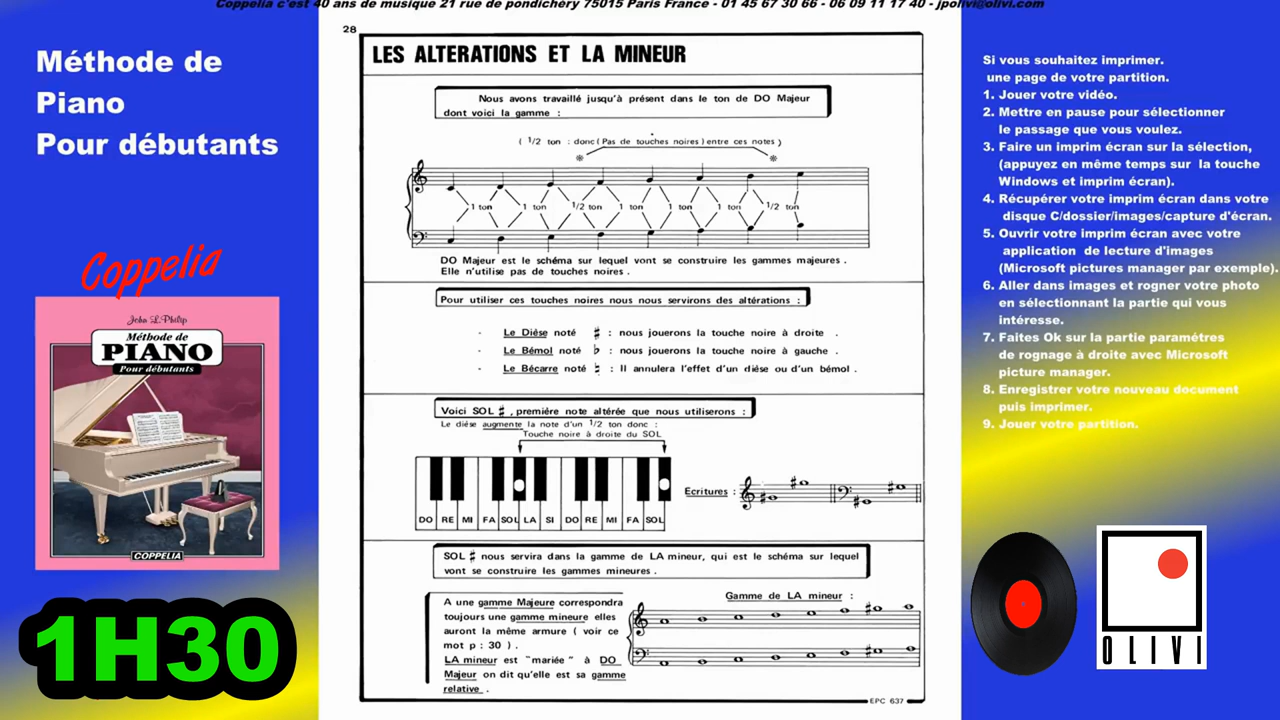 Coppelia c'est 40 ans de musique 21 rue de pondichéry 75015 Paris France - 01 45 67 30 66 - 06 09 11 17 40 - jpolivi@olivi.com
Méthode de
Piano
Pour débutants
Coppelia
John L. Philip
Méthode de
PIANO
Pour débutants
COPPELIA
1H30
28
LES ALTERATIONS ET LA MINEUR
Nous avons travaillé jusqu'à présent dans le ton de DO Majeur
dont voici la gamme :
( 1/2 ton : donc ( Pas de touches noires ) entre ces notes )
1 ton 1 ton 1/2 ton 1 ton 1 ton 1 ton 1/2 ton
DO Majeur est le schéma sur lequel vont se construire les gammes majeures .
Elle n'utilise pas de touches noires .
Pour utiliser ces touches noires nous nous servirons des altérations :
- Le Dièse noté ♯ : nous jouerons la touche noire à droite .
- Le Bémol noté ♭ : nous jouerons la touche noire à gauche .
- Le Bécarre noté ♮ : Il annulera l'effet d'un dièse ou d'un bémol .
Voici SOL ♯ , première note altérée que nous utiliserons :
Le dièse augmente la note d'un 1/2 ton donc :
Touche noire à droite du SOL
DO RE MI FA SOL LA SI DO RE MI FA SOL
Ecritures :
SOL ♯ nous servira dans la gamme de LA mineur, qui est le schéma sur lequel
vont se construire les gammes mineures .
A une gamme Majeure correspondra
toujours une gamme mineure elles
auront la même armure ( voir ce
mot p : 30 ) .
LA mineur est "mariée" à DO
Majeur on dit qu'elle est sa gamme
relative .
Gamme de LA mineur :
EPC 637
Si vous souhaitez imprimer.
une page de votre partition.
1. Jouer votre vidéo.
2. Mettre en pause pour sélectionner
le passage que vous voulez.
3. Faire un imprim écran sur la sélection,
(appuyez en même temps sur la touche
Windows et imprim écran).
4. Récupérer votre imprim écran dans votre
disque C/dossier/images/capture d'écran.
5. Ouvrir votre imprim écran avec votre
application de lecture d'images
(Microsoft pictures manager par exemple).
6. Aller dans images et rogner votre photo
en sélectionnant la partie qui vous
intéresse.
7. Faites Ok sur la partie paramétres
de rognage à droite avec Microsoft
picture manager.
8. Enregistrer votre nouveau document
puis imprimer.
9. Jouer votre partition.
OLIVI